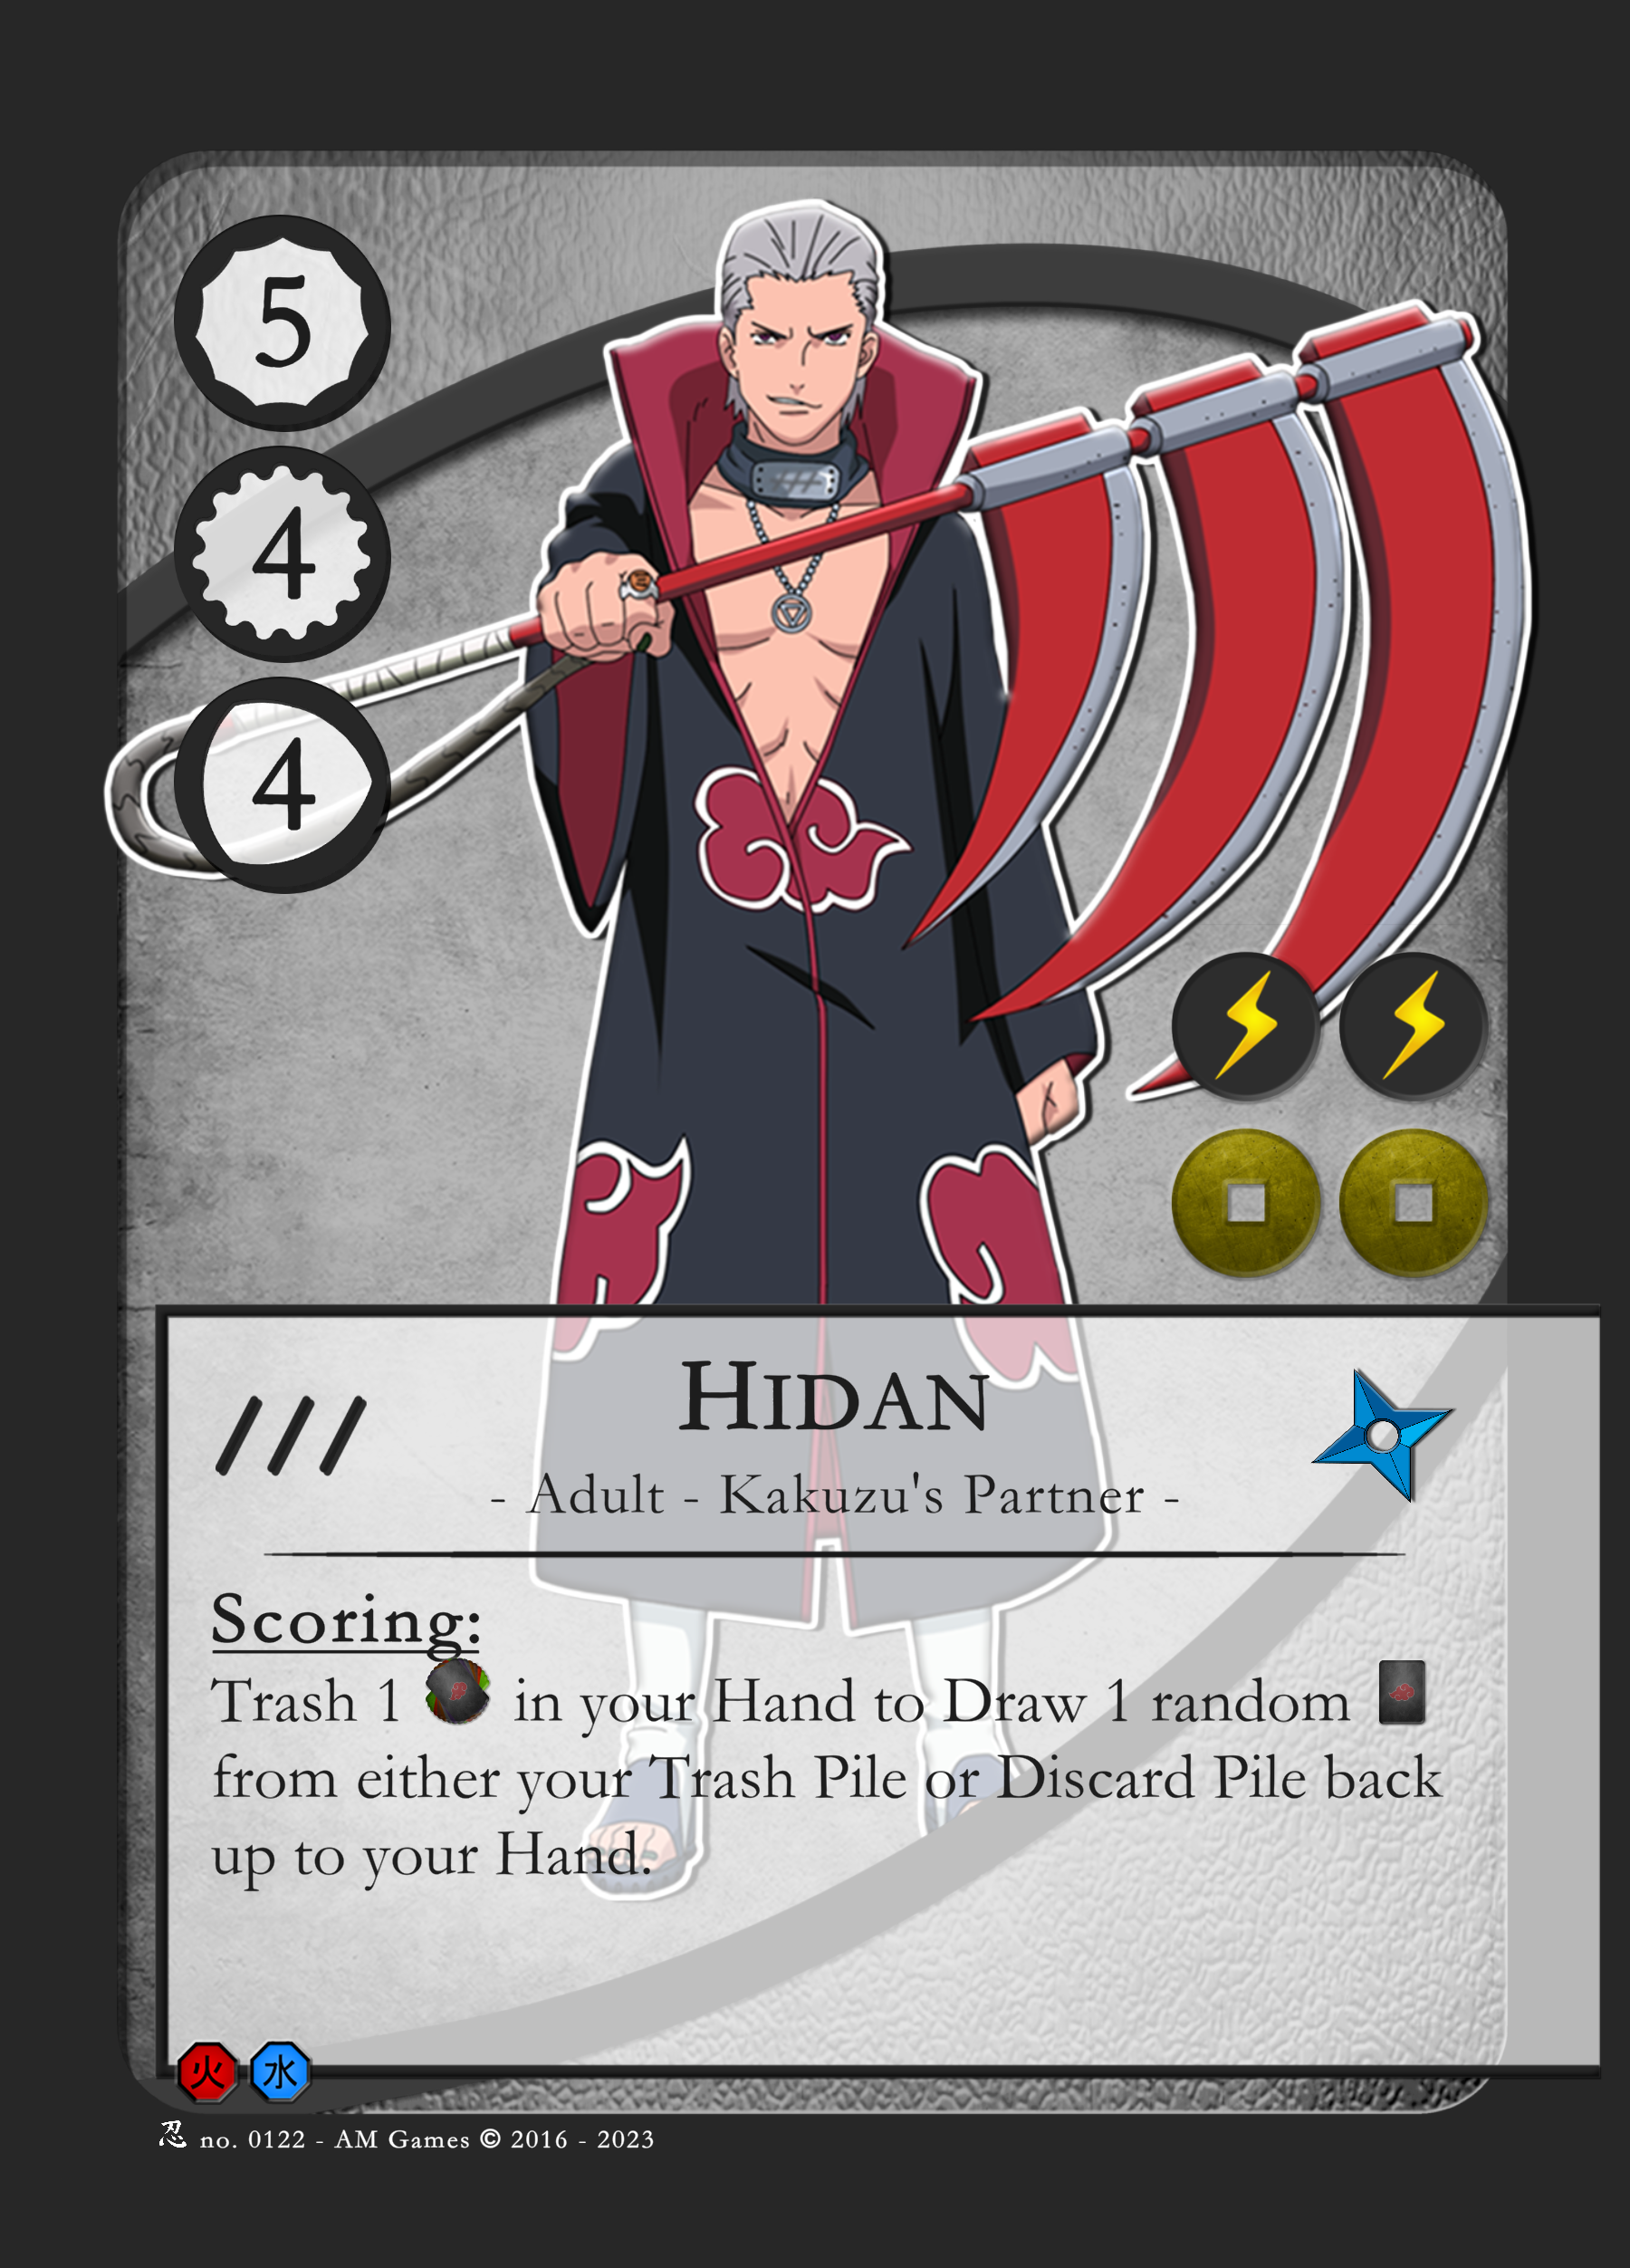 5
4
4
///
HIDAN
- Adult - Kakuzu's Partner -
Scoring:
Trash 1 in your Hand to Draw 1 random
from either your Trash Pile or Discard Pile back
up to your Hand.
火 水
忍 no. 0122 - AM Games © 2016 - 2023